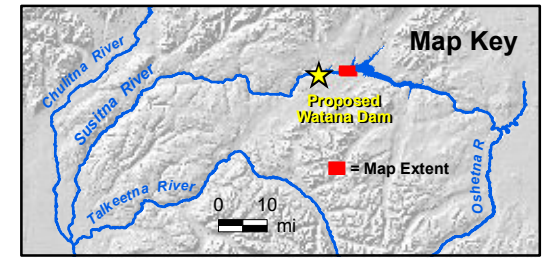 Map Key
Chulitna River
Susitna River
Proposed
Watana Dam
= Map Extent
Talkeetna River
Oshetna R
0 10
mi